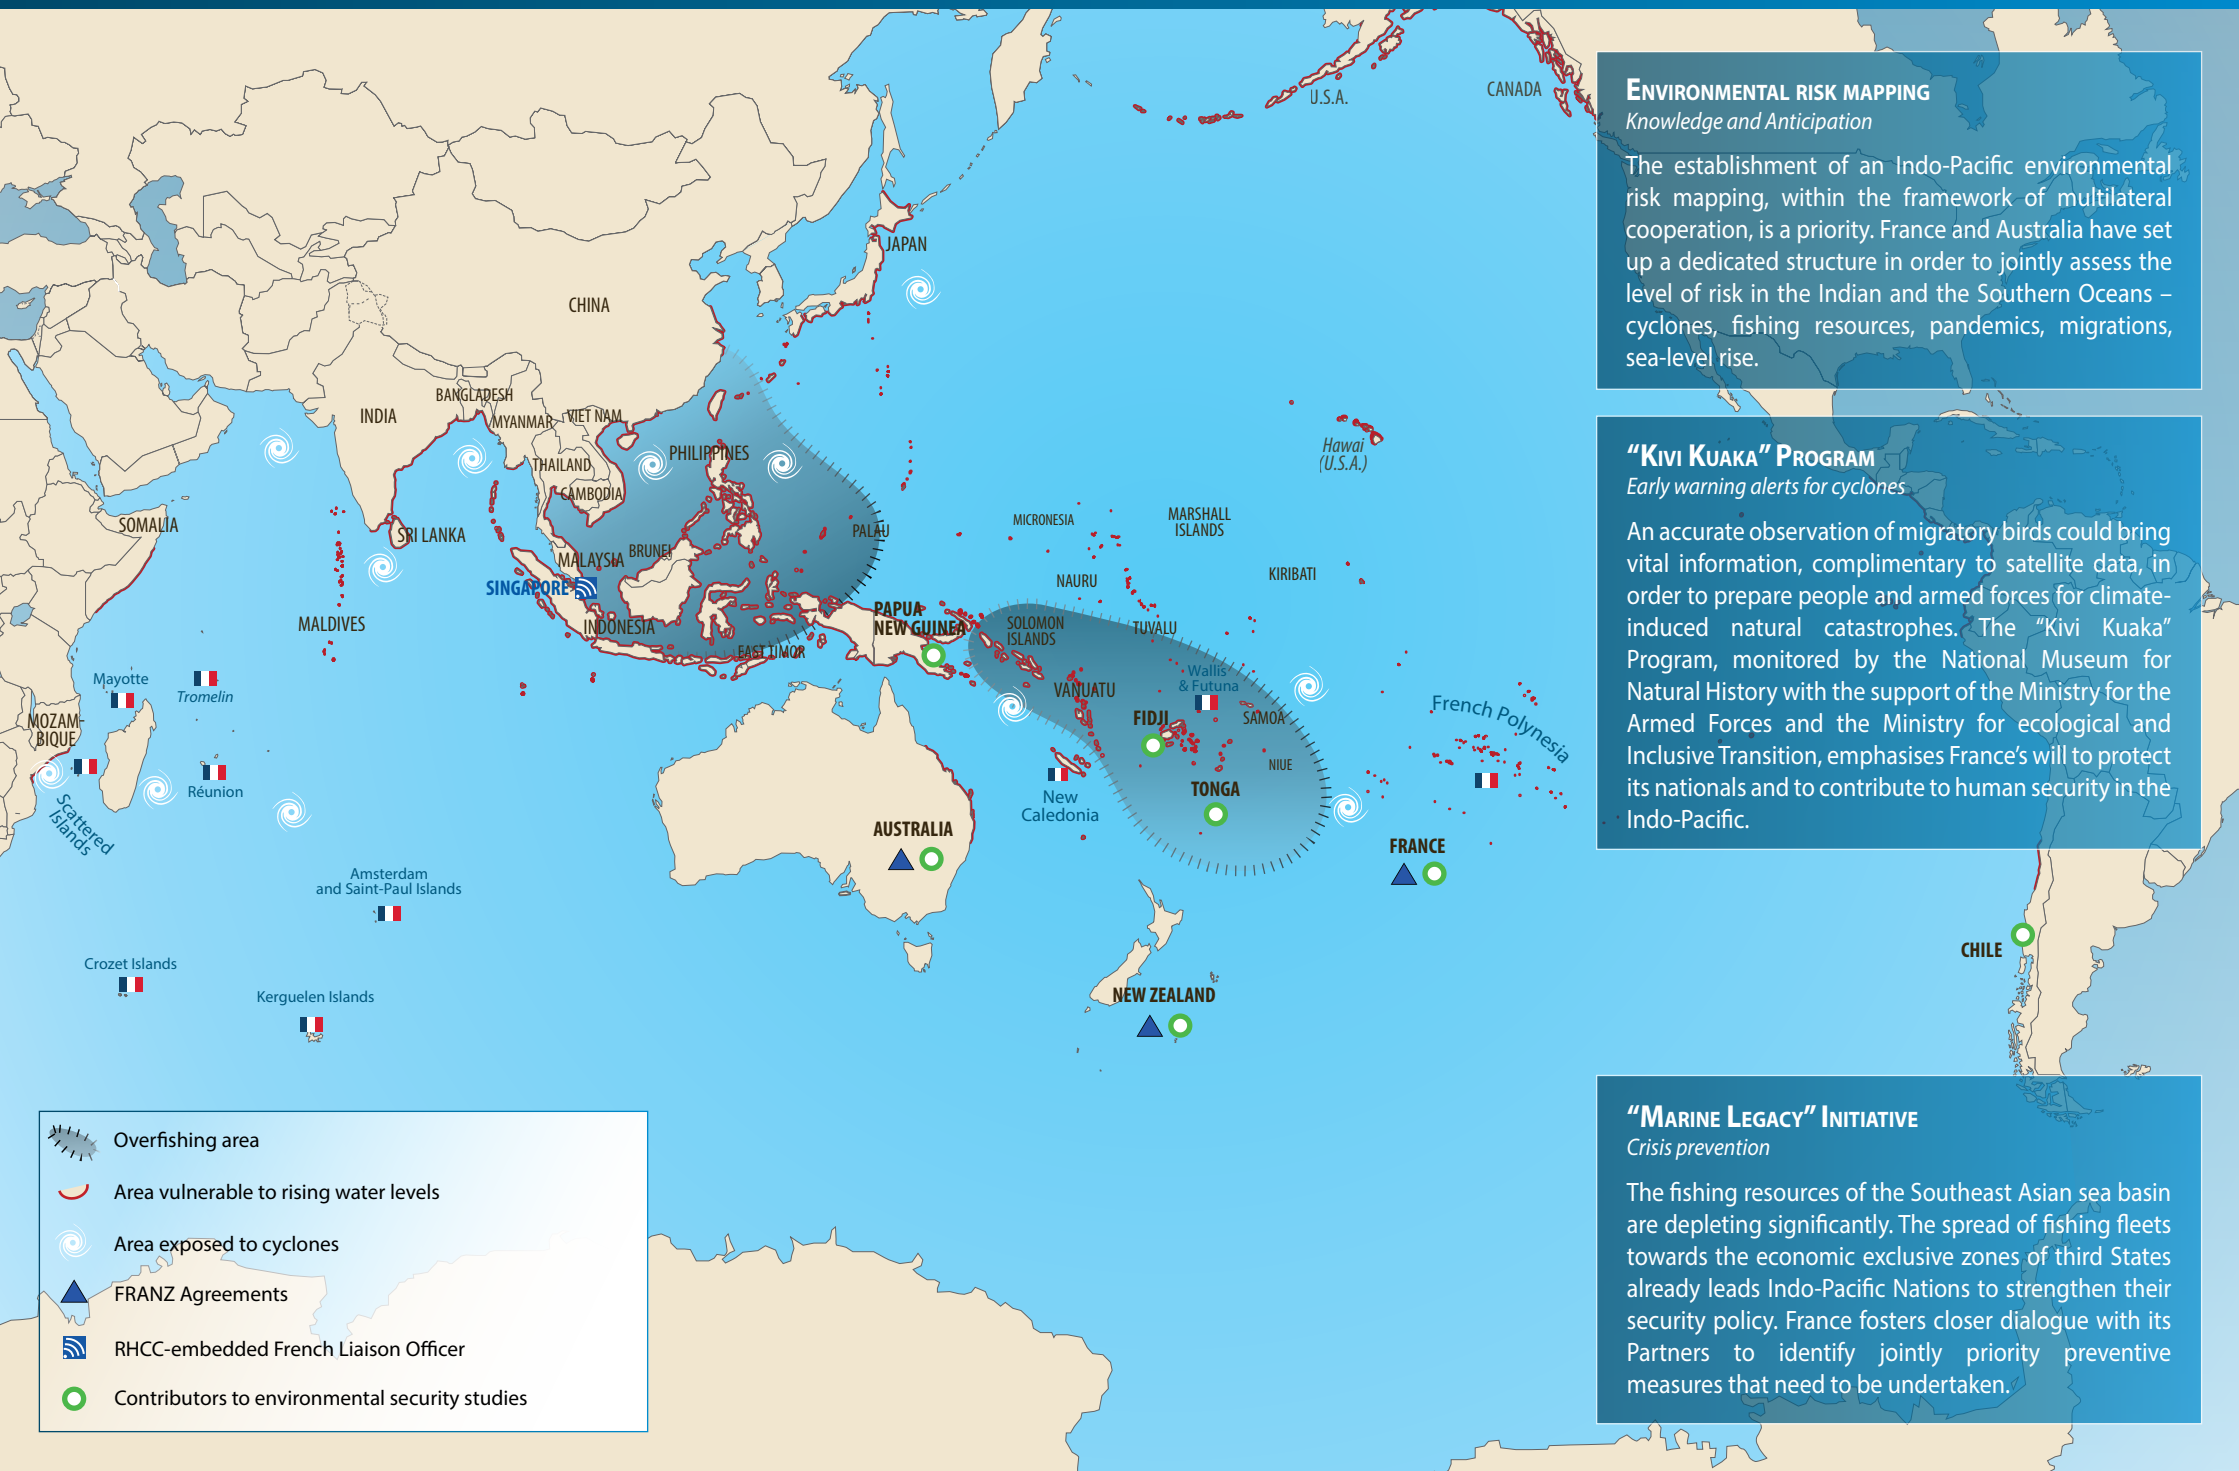 U.S.A.
CANADA
JAPAN
CHINA
BANGLADESH
INDIA
MYANMAR
VIET NAM
Hawai
(U.S.A.)
PHILIPPINES
THAILAND
CAMBODIA
SOMALIA
SRI LANKA
PALAU
MICRONESIA
MARSHALL
ISLANDS
MALAYSIA
BRUNEI
SINGAPORE
NAURU
KIRIBATI
MALDIVES
INDONESIA
PAPUA
NEW GUINEA
SOLOMON
ISLANDS
TUVALU
EAST TIMOR
Mayotte
Tromelin
Wallis
& Futuna
VANUATU
French Polynesia
MOZAM-
BIQUE
FIDJI
SAMOA
NIUE
Réunion
Scattered
Islands
New
Caledonia
TONGA
AUSTRALIA
FRANCE
Amsterdam
and Saint-Paul Islands
CHILE
Crozet Islands
Kerguelen Islands
NEW ZEALAND
Overfishing area
Area vulnerable to rising water levels
Area exposed to cyclones
FRANZ Agreements
RHCC-embedded French Liaison Officer
Contributors to environmental security studies
ENVIRONMENTAL RISK MAPPING
Knowledge and Anticipation
The establishment of an Indo-Pacific environmental
risk mapping, within the framework of multilateral
cooperation, is a priority. France and Australia have set
up a dedicated structure in order to jointly assess the
level of risk in the Indian and the Southern Oceans –
cyclones, fishing resources, pandemics, migrations,
sea-level rise.
“KIVI KUAKA” PROGRAM
Early warning alerts for cyclones
An accurate observation of migratory birds could bring
vital information, complimentary to satellite data, in
order to prepare people and armed forces for climate-
induced natural catastrophes. The “Kivi Kuaka”
Program, monitored by the National Museum for
Natural History with the support of the Ministry for the
Armed Forces and the Ministry for ecological and
Inclusive Transition, emphasises France’s will to protect
its nationals and to contribute to human security in the
Indo-Pacific.
“MARINE LEGACY” INITIATIVE
Crisis prevention
The fishing resources of the Southeast Asian sea basin
are depleting significantly. The spread of fishing fleets
towards the economic exclusive zones of third States
already leads Indo-Pacific Nations to strengthen their
security policy. France fosters closer dialogue with its
Partners to identify jointly priority preventive
measures that need to be undertaken.